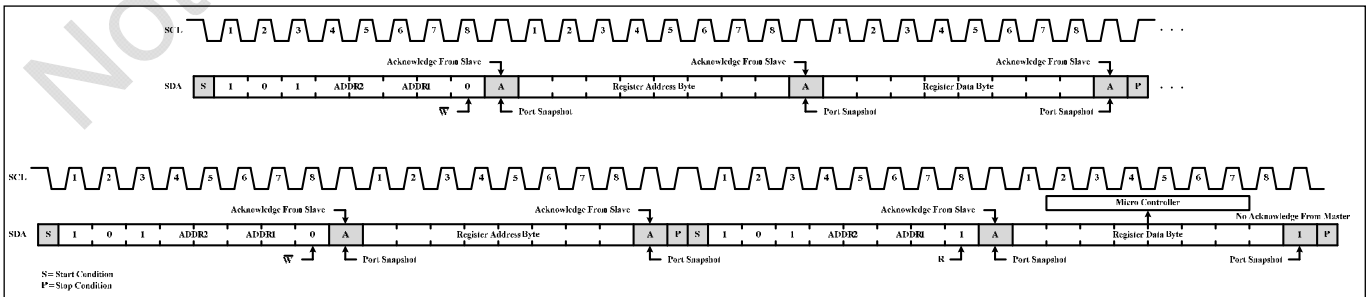 Not
SCL 1 2 3 4 5 6 7 8 1 2 3 4 5 6 7 8 1 2 3 4 5 6 7 8 . . .
Acknowledge From Slave Acknowledge From Slave Acknowledge From Slave
SDA S 1 0 1 ADDR2 ADDR1 0 A Register Address Byte A Register Data Byte A P . . .
W Port Snapshot Port Snapshot Port Snapshot
SCL 1 2 3 4 5 6 7 8 1 2 3 4 5 6 7 8 1 2 3 4 5 6 7 8 1 2 3 4 5 6 7 8
Micro Controller
Acknowledge From Slave Acknowledge From Slave Acknowledge From Slave No Acknowledge From Master
SDA S 1 0 1 ADDR2 ADDR1 0 A Register Address Byte A P S 1 0 1 ADDR2 ADDR1 1 A Register Data Byte 1 P
W Port Snapshot Port Snapshot R Port Snapshot Port Snapshot
S = Start Condition
P = Stop Condition